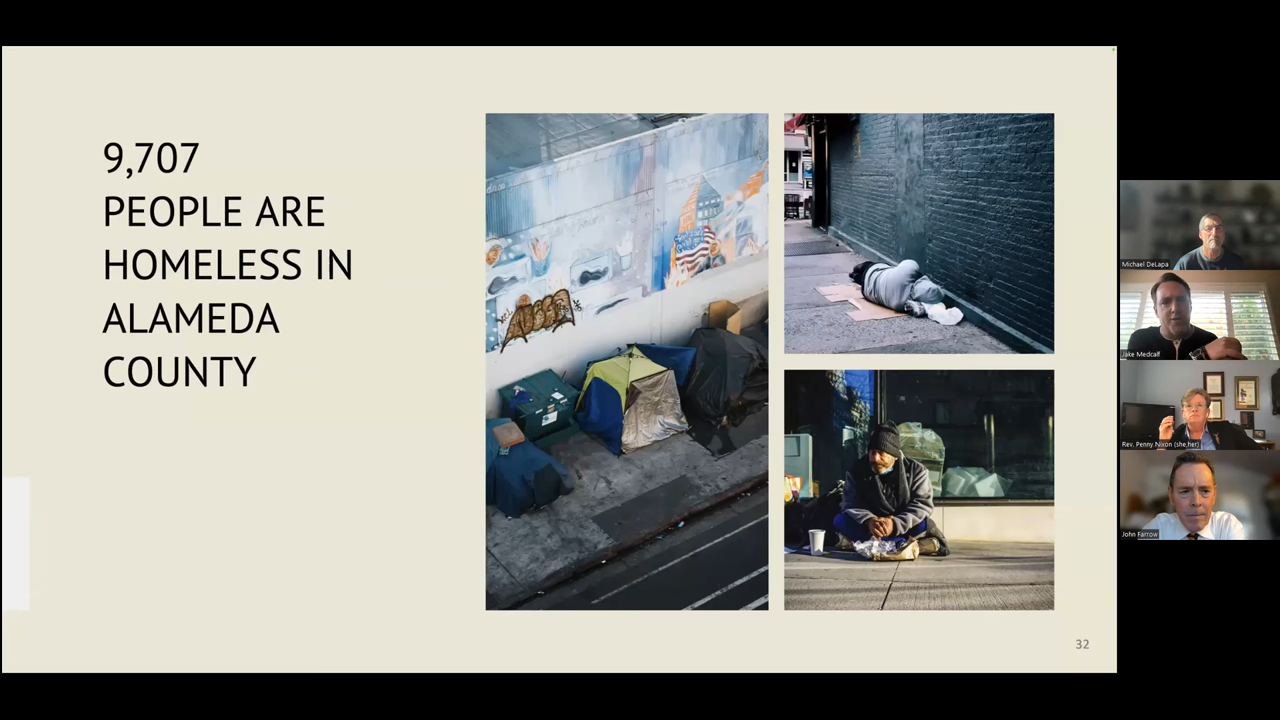 9,707
PEOPLE ARE
HOMELESS IN
ALAMEDA
COUNTY
32
Michael DeLapa
Jake Medcalf
Rev. Penny Nixon (she,her)
John Farrow